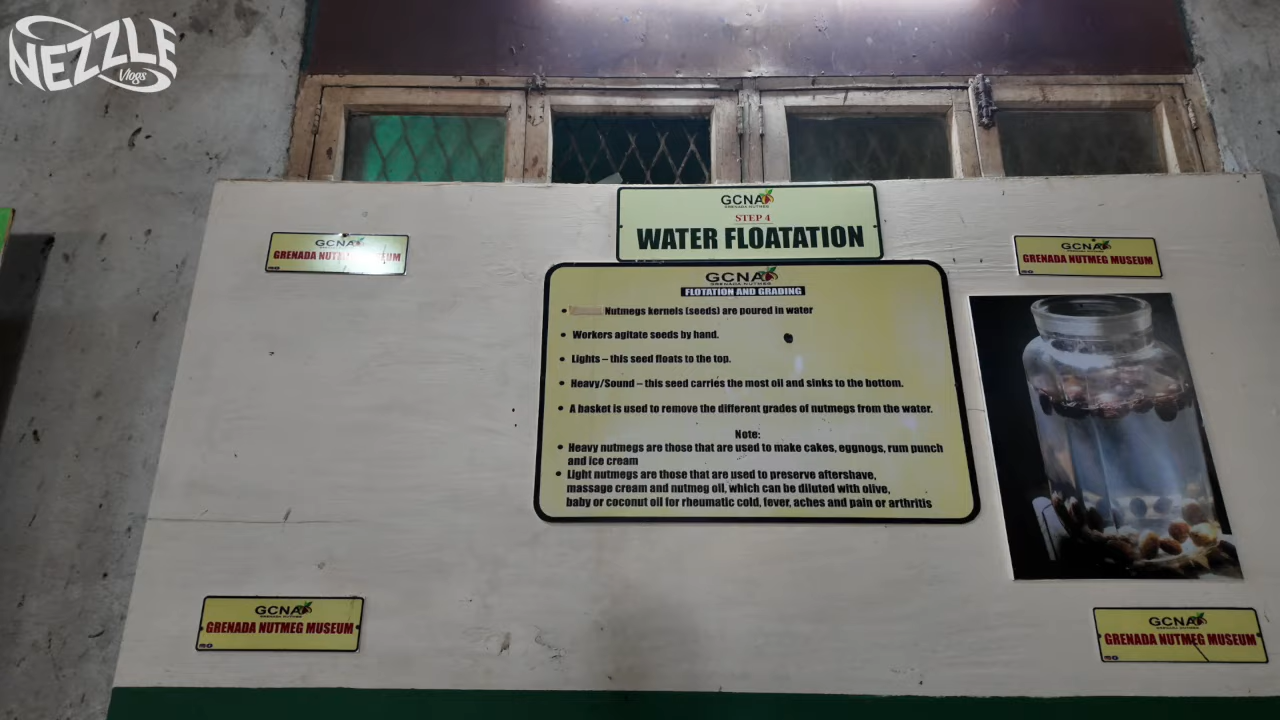 NEZZLE
Vlogs
GCNA
GRENADA NUTMEG
STEP 4
WATER FLOATATION
GCNA
GRENADA NUTMEG MUSEUM
GCNA
GRENADA NUTMEG MUSEUM
GCNA
GRENADA NUTMEG
FLOTATION AND GRADING
• Nutmegs kernels (seeds) are poured in water
• Workers agitate seeds by hand.
• Lights – this seed floats to the top.
• Heavy/Sound – this seed carries the most oil and sinks to the bottom.
• A basket is used to remove the different grades of nutmegs from the water.
Note:
• Heavy nutmegs are those that are used to make cakes, eggnogs, rum punch
and ice cream
• Light nutmegs are those that are used to preserve aftershave,
massage cream and nutmeg oil, which can be diluted with olive,
baby or coconut oil for rheumatic cold, fever, aches and pain or arthritis
GCNA
GRENADA NUTMEG MUSEUM
GCNA
GRENADA NUTMEG MUSEUM